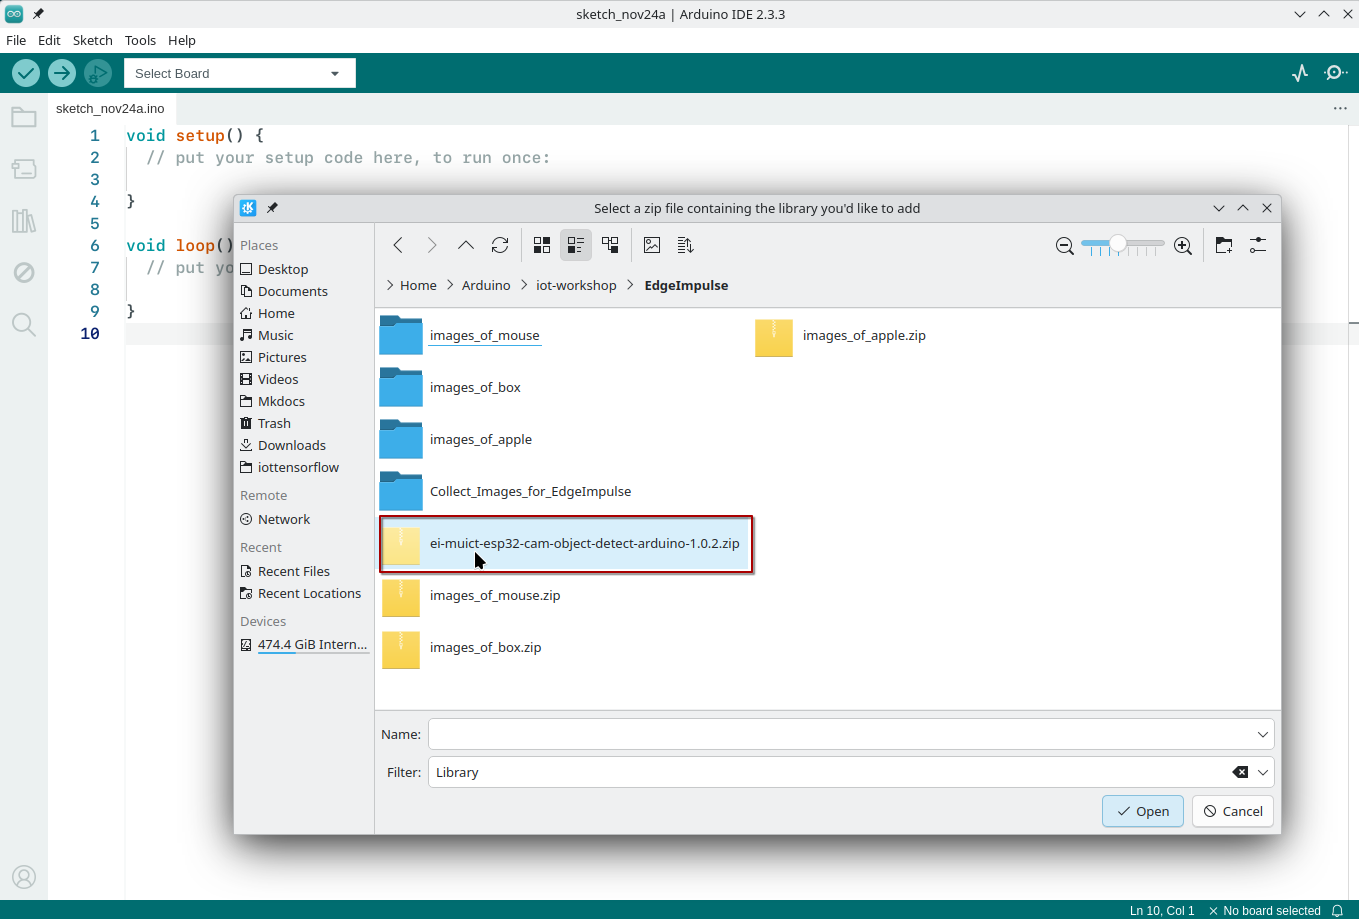 sketch_nov24a | Arduino IDE 2.3.3
File Edit Sketch Tools Help
Select Board
sketch_nov24a.ino
1 void setup() {
2 // put your setup code here, to run once:
3
4 }
5
6 void loop()
7 // put yo
8
9 }
10
Select a zip file containing the library you'd like to add
Places
Desktop
Documents
Home
Music
Pictures
Videos
Mkdocs
Trash
Downloads
iottensorflow
Remote
Network
Recent
Recent Files
Recent Locations
Devices
474.4 GiB Intern...
Home > Arduino > iot-workshop > EdgeImpulse
images_of_mouse
images_of_box
images_of_apple
Collect_Images_for_EdgeImpulse
ei-muict-esp32-cam-object-detect-arduino-1.0.2.zip
images_of_mouse.zip
images_of_box.zip
images_of_apple.zip
Name:
Filter: Library
Open Cancel
Ln 10, Col 1 No board selected